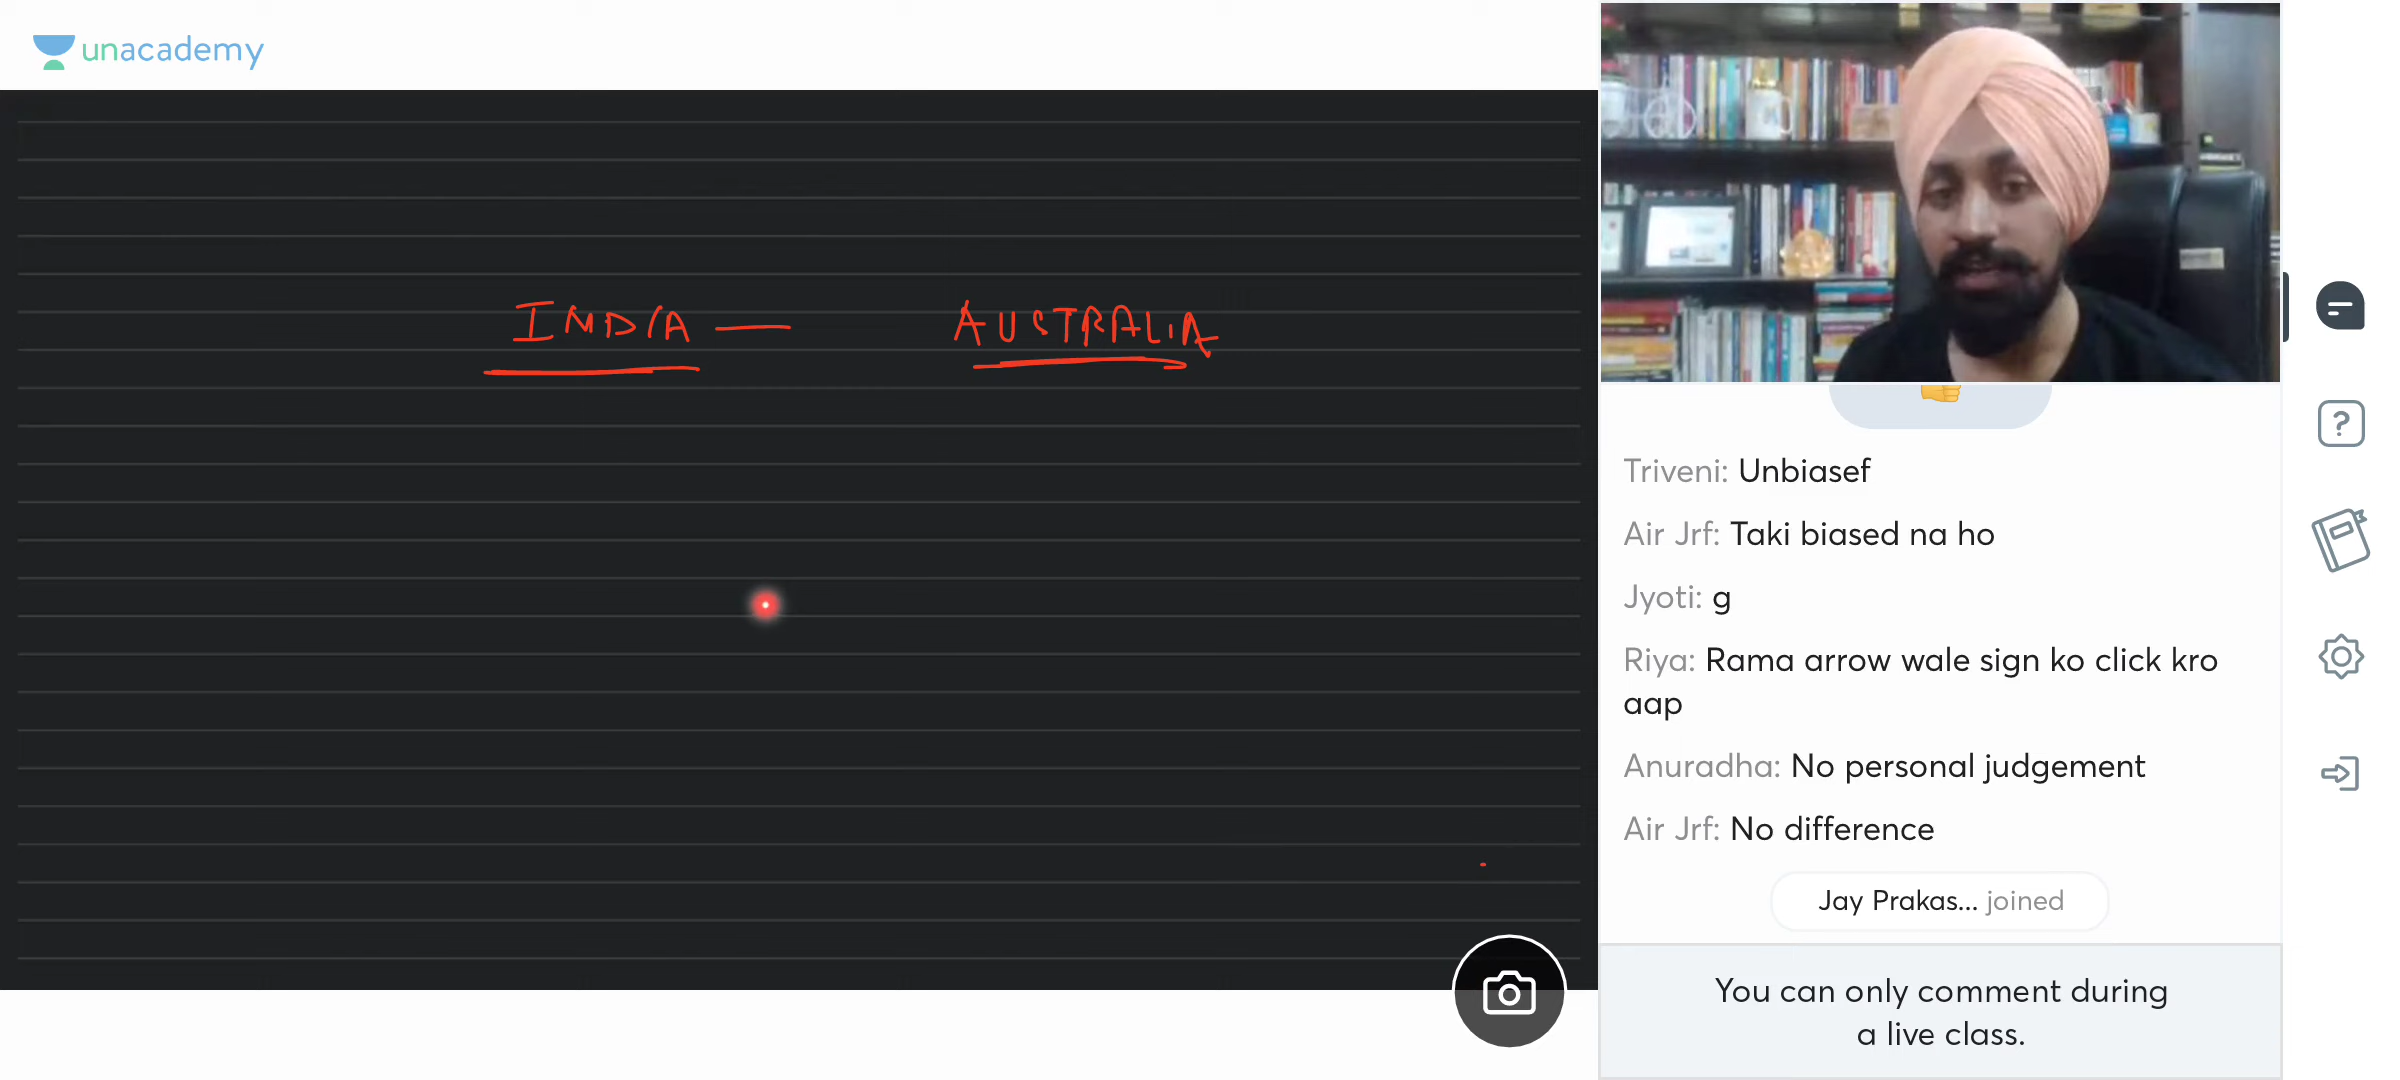 unacademy
INDIA — AUSTRALIA
Triveni: Unbiasef
Air Jrf: Taki biased na ho
Jyoti: g
Riya: Rama arrow wale sign ko click kro
aap
Anuradha: No personal judgement
Air Jrf: No difference
Jay Prakas... joined
You can only comment during
a live class.
?